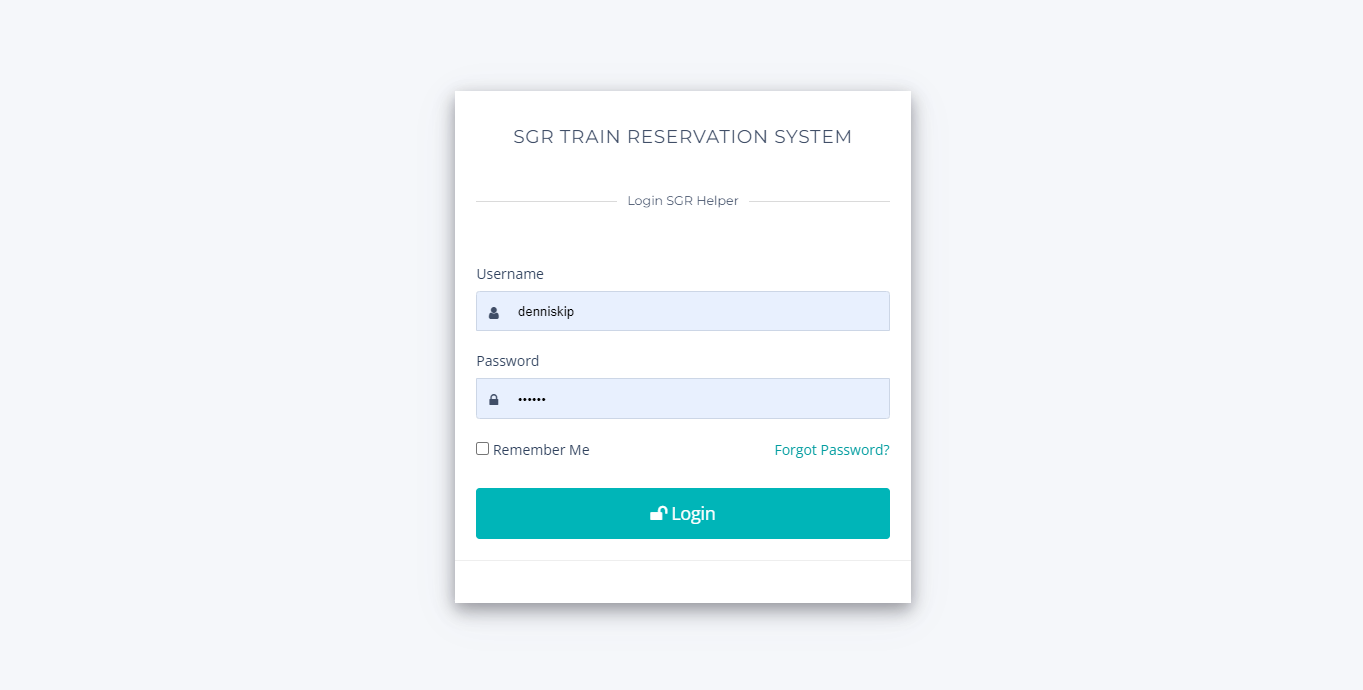 SGR TRAIN RESERVATION SYSTEM
Login SGR Helper
Username
denniskip
Password
••••••
Remember Me Forgot Password?
Login